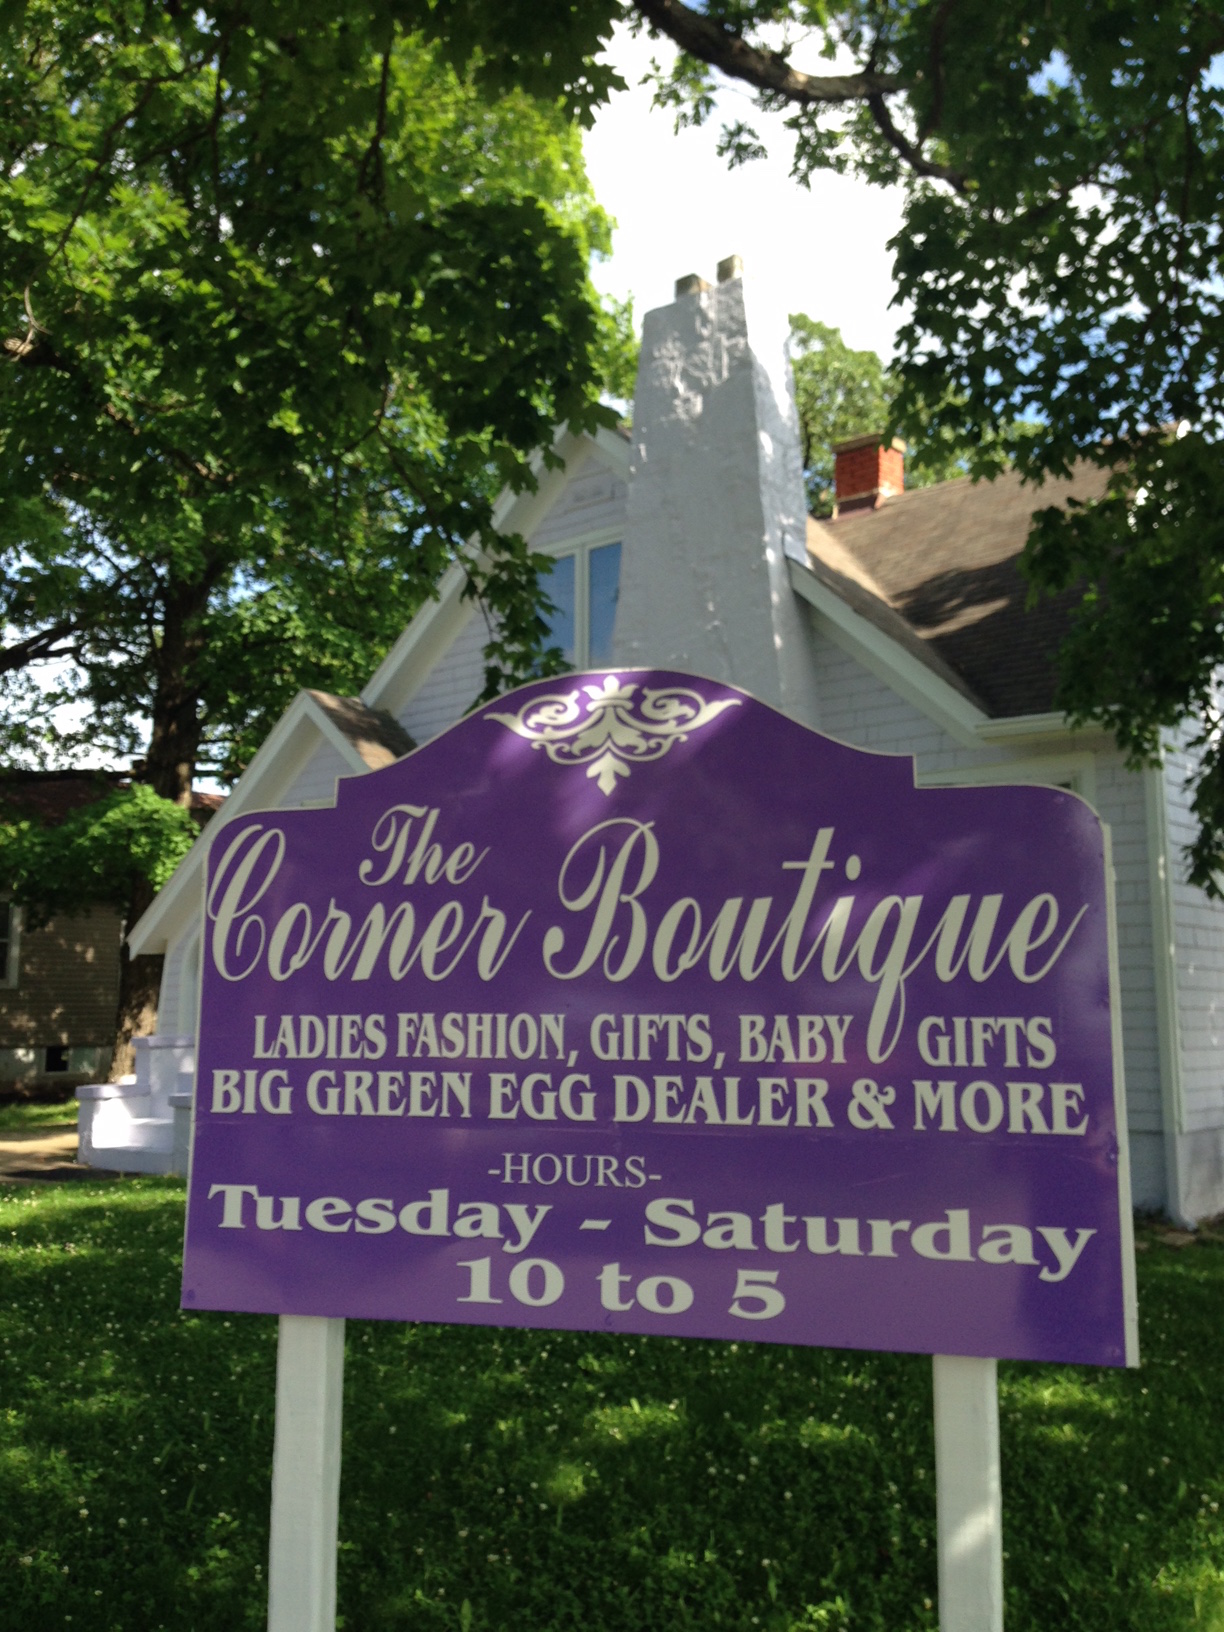 The
Corner Boutique
LADIES FASHION, GIFTS, BABY GIFTS
BIG GREEN EGG DEALER & MORE
-HOURS-
Tuesday - Saturday
10 to 5